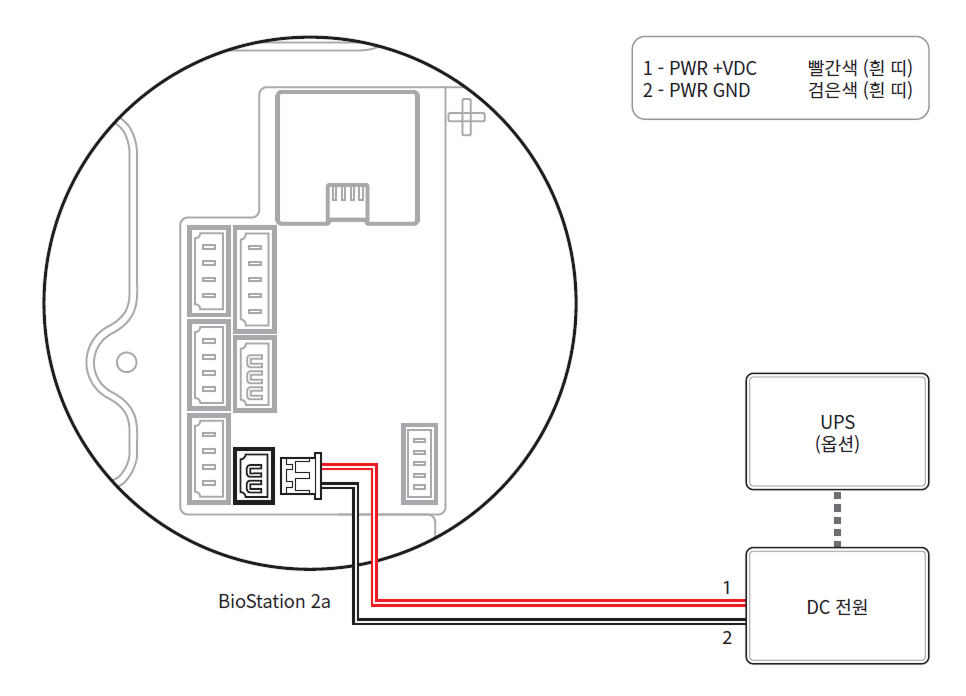 1 - PWR +VDC 빨간색 (흰 띠)
2 - PWR GND 검은색 (흰 띠)
UPS
(옵션)
BioStation 2a
1
DC 전원
2